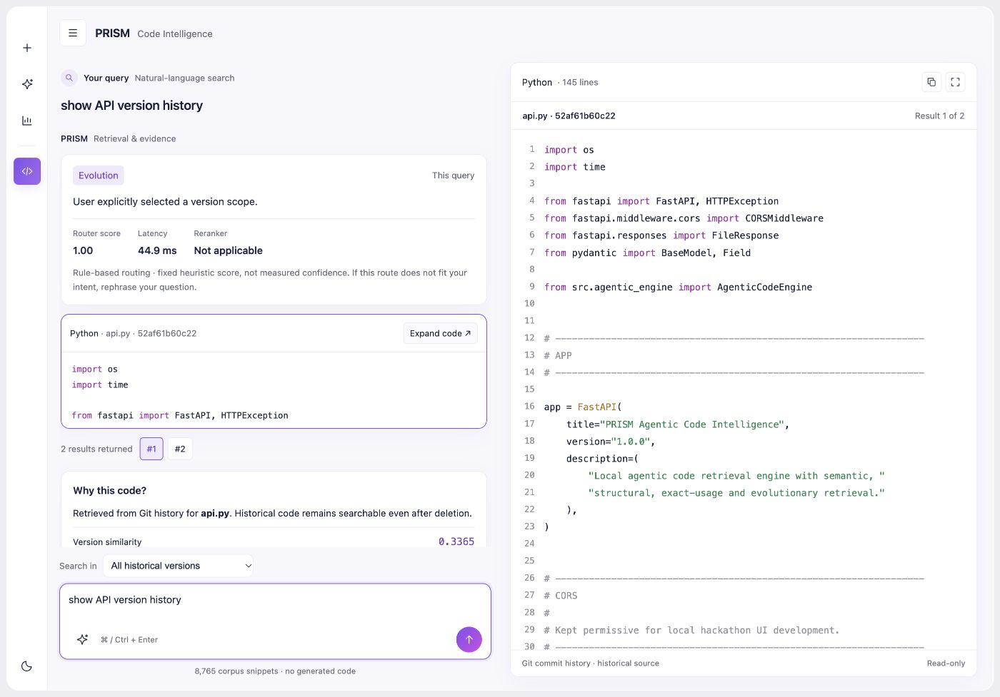 PRISM Code Intelligence
Your query Natural-language search
show API version history
PRISM Retrieval & evidence
Evolution This query
User explicitly selected a version scope.
Router score Latency Reranker
1.00 44.9 ms Not applicable
Rule-based routing · fixed heuristic score, not measured confidence. If this route does not fit your
intent, rephrase your question.
Python · api.py · 52af61b60c22 Expand code ↗
import os
import time
from fastapi import FastAPI, HTTPException
2 results returned #1 #2
Why this code?
Retrieved from Git history for api.py. Historical code remains searchable even after deletion.
Version similarity 0.3365
Search in All historical versions
show API version history
⌘ / Ctrl + Enter
8,765 corpus snippets · no generated code
Python · 145 lines
api.py · 52af61b60c22 Result 1 of 2
1 import os
2 import time
3
4 from fastapi import FastAPI, HTTPException
5 from fastapi.middleware.cors import CORSMiddleware
6 from fastapi.responses import FileResponse
7 from pydantic import BaseModel, Field
8
9 from src.agentic_engine import AgenticCodeEngine
10
11
12 # ------------------------------------------------------------------
13 # APP
14 # ------------------------------------------------------------------
15
16 app = FastAPI(
17     title="PRISM Agentic Code Intelligence",
18     version="1.0.0",
19     description=(
20         "Local agentic code retrieval engine with semantic, "
21         "structural, exact-usage and evolutionary retrieval."
22     ),
23 )
24
25
26 # ------------------------------------------------------------------
27 # CORS
28 #
29 # Kept permissive for local hackathon UI development.
30 # ------------------------------------------------------------------
Git commit history · historical source Read-only